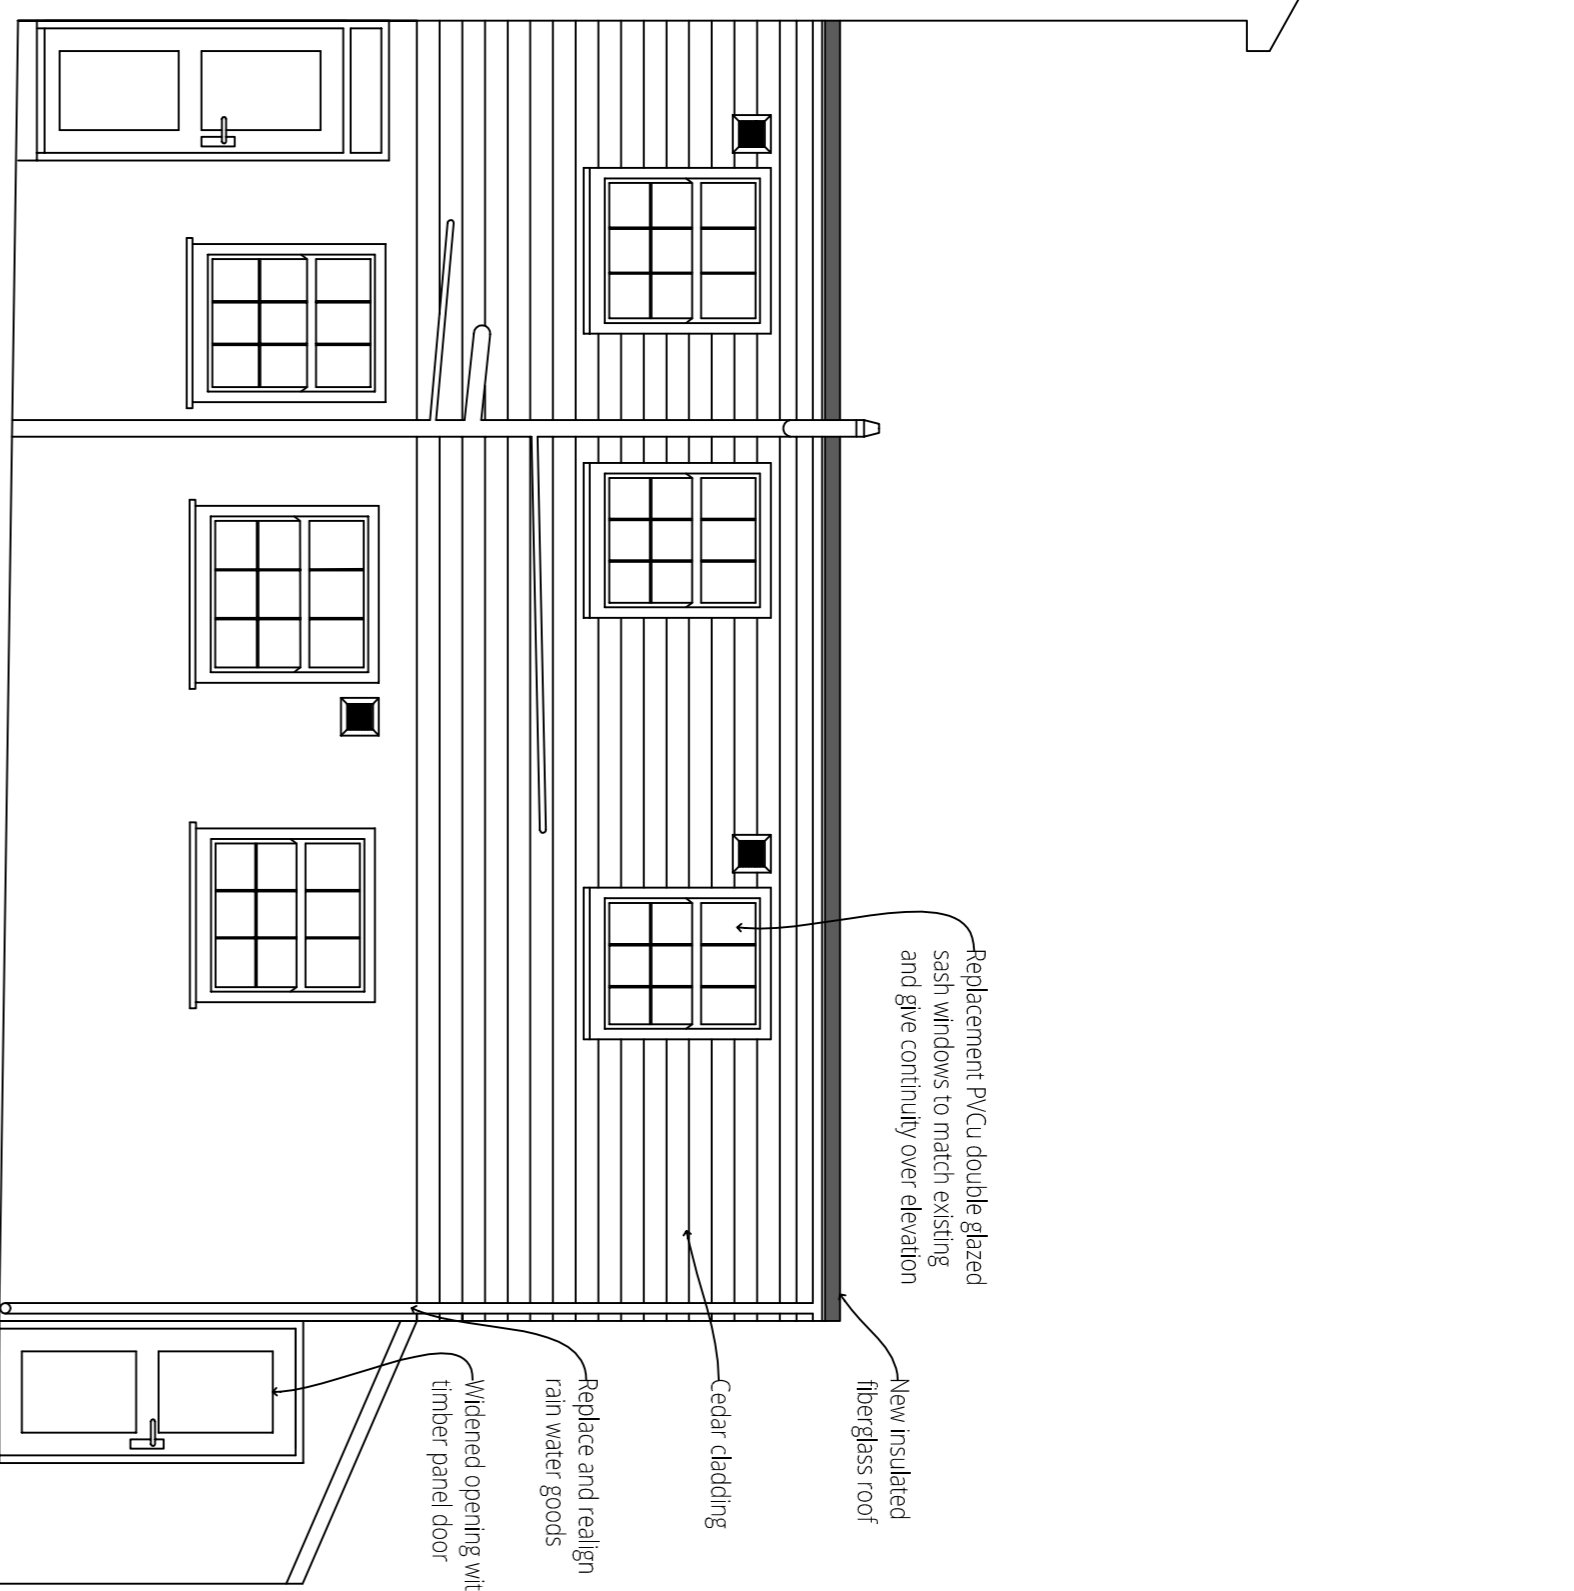 Replacement PVCu double glazed
sash windows to match existing
and give continuity over elevation
New insulated
fiberglass roof
Cedar cladding
Replace and realign
rain water goods
Widened opening wit
timber panel door